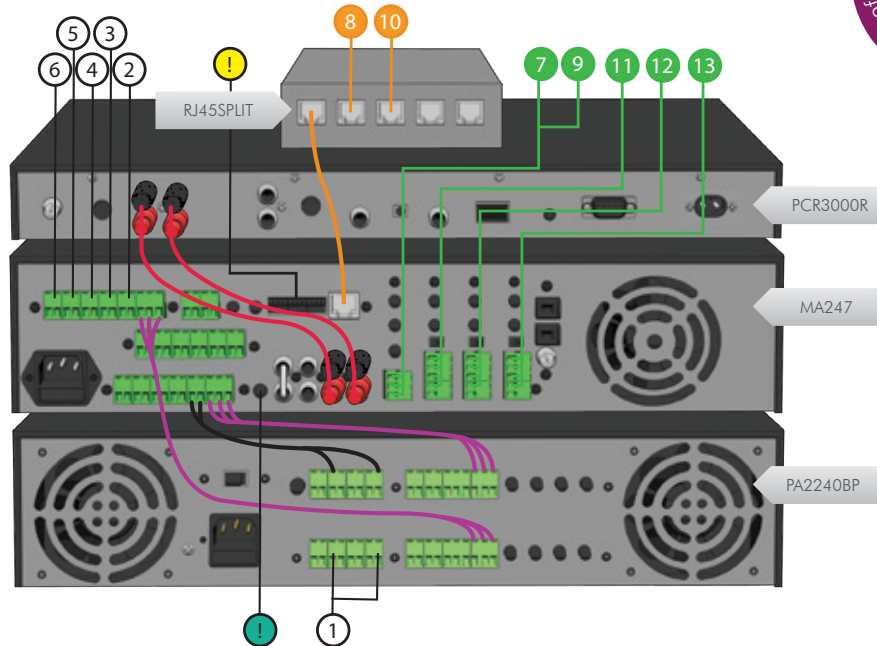 8 10
5 3 ! 7 9 11 12 13
6 4 2
RJ45SPLIT
PCR3000R
MA247
PA2240BP
! 1